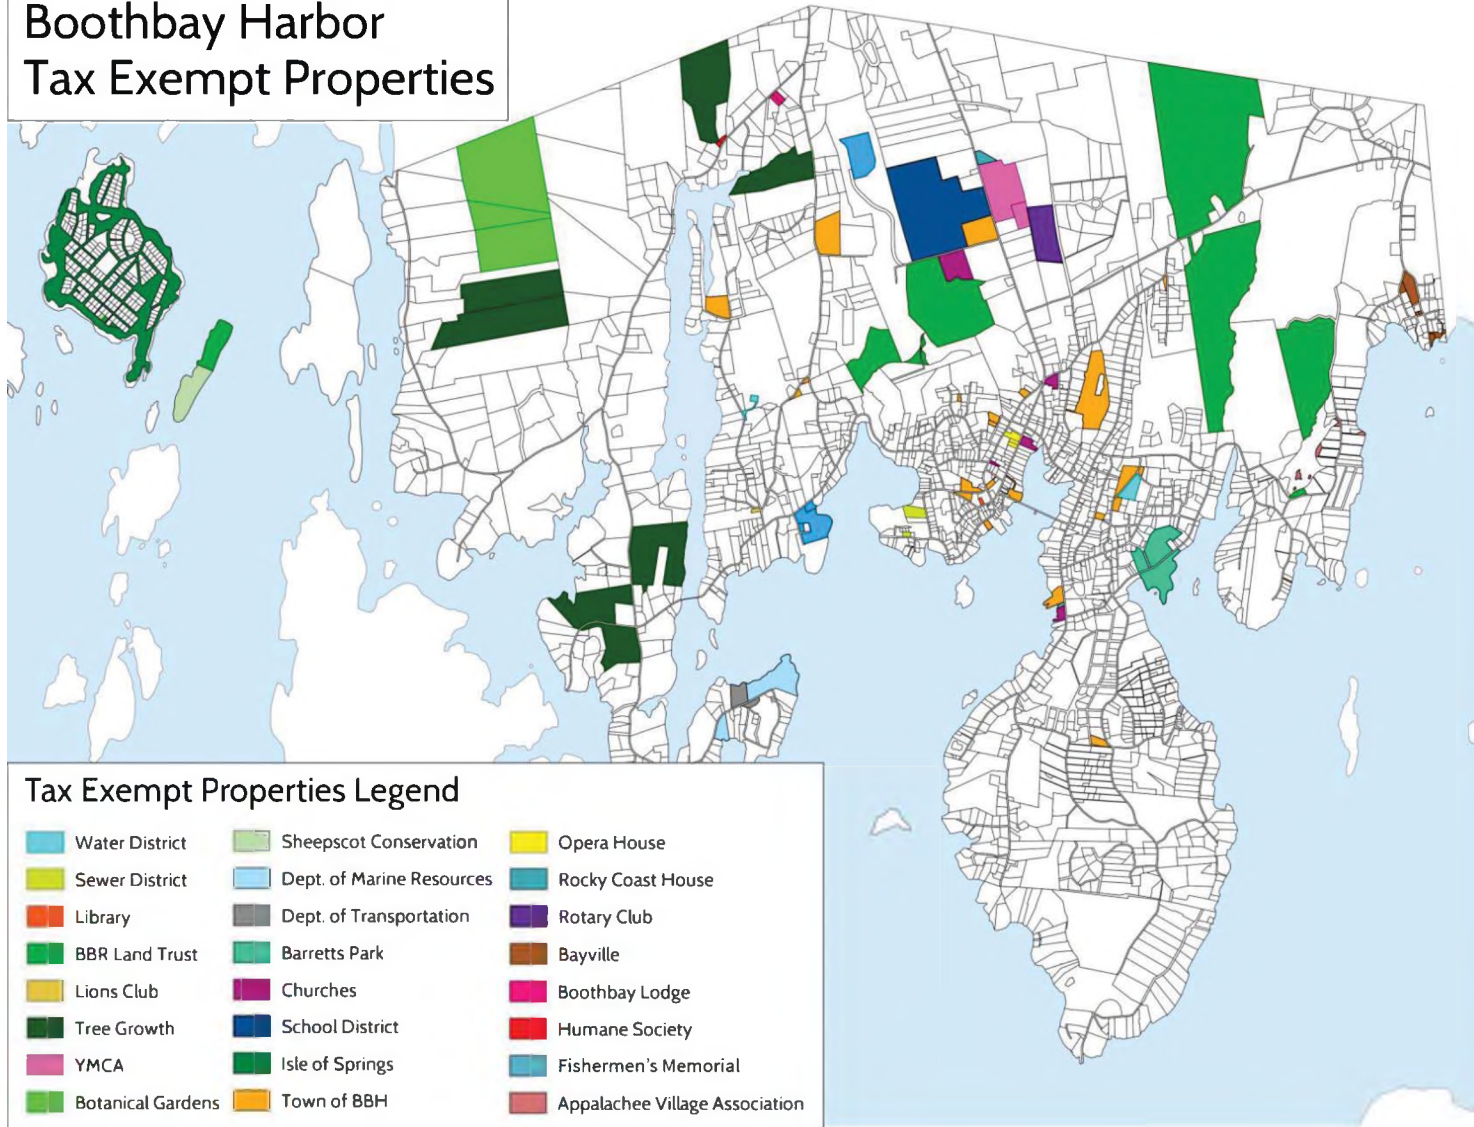 Boothbay Harbor
Tax Exempt Properties
Tax Exempt Properties Legend
Water District
Sewer District
Library
BBR Land Trust
Lions Club
Tree Growth
YMCA
Botanical Gardens
Sheepscot Conservation
Dept. of Marine Resources
Dept. of Transportation
Barretts Park
Churches
School District
Isle of Springs
Town of BBH
Opera House
Rocky Coast House
Rotary Club
Bayville
Boothbay Lodge
Humane Society
Fishermen's Memorial
Appalachee Village Association